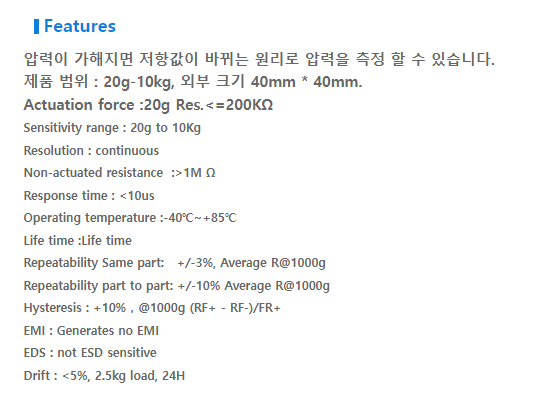 Features
압력이 가해지면 저항값이 바뀌는 원리로 압력을 측정 할 수 있습니다.
제품 범위 : 20g-10kg, 외부 크기 40mm * 40mm.
Actuation force :20g Res.<=200KΩ
Sensitivity range : 20g to 10Kg
Resolution : continuous
Non-actuated resistance  :>1M Ω
Response time : <10us
Operating temperature :-40℃~+85℃
Life time :Life time
Repeatability Same part:   +/-3%, Average R@1000g
Repeatability part to part: +/-10% Average R@1000g
Hysteresis : +10% , @1000g (RF+ - RF-)/FR+
EMI : Generates no EMI
EDS : not ESD sensitive
Drift : <5%, 2.5kg load, 24H